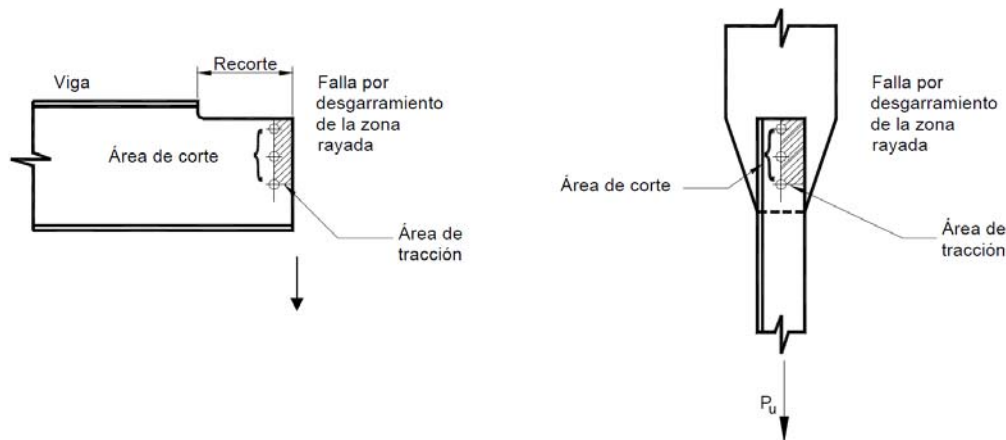 Recorte
Viga
Falla por
desgarramiento
de la zona
rayada
Área de corte
Área de
tracción
Falla por
desgarramiento
de la zona
rayada
Área de corte
Área de
tracción
Pu